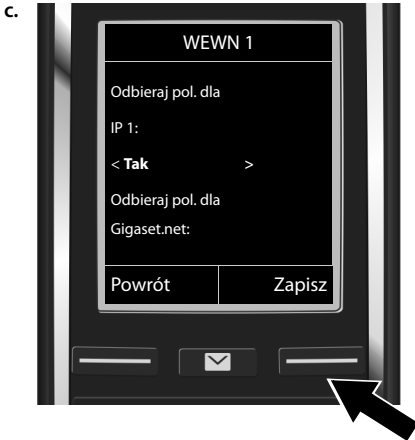 c.
WEWN 1
Odbieraj pol. dla
IP 1:
< Tak >
Odbieraj pol. dla
Gigaset.net:
Powrót Zapisz